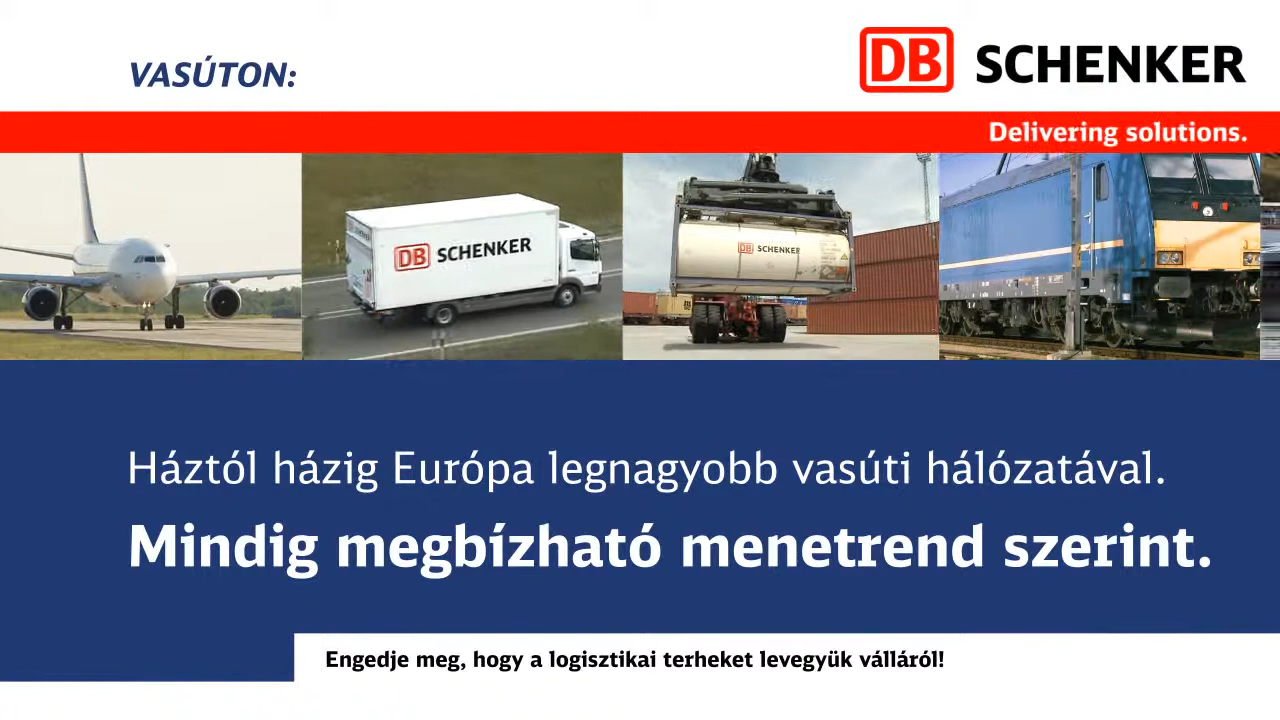 VASÚTON:
DB SCHENKER
Delivering solutions.
DB SCHENKER
DB SCHENKER
Háztól házig Európa legnagyobb vasúti hálózatával.
Mindig megbízható menetrend szerint.
Engedje meg, hogy a logisztikai terheket levegyük válláról!